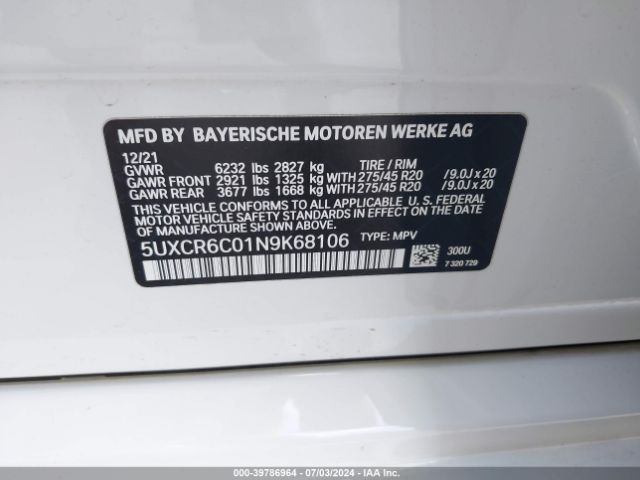 MFD BY BAYERISCHE MOTOREN WERKE AG
12/21
GVWR 6232 lbs 2827 kg TIRE / RIM
GAWR FRONT 2921 lbs 1325 kg WITH 275/45 R20 / 9.0J x 20
GAWR REAR 3677 lbs 1668 kg WITH 275/45 R20 / 9.0J x 20
THIS VEHICLE CONFORMS TO ALL APPLICABLE U. S. FEDERAL
MOTOR VEHICLE SAFETY STANDARDS IN EFFECT ON THE DATE
OF MANUFACTURE SHOWN ABOVE.
5UXCR6C01N9K68106 TYPE: MPV
300U
7 320 729
000-39786964 - 07/03/2024 - IAA Inc.